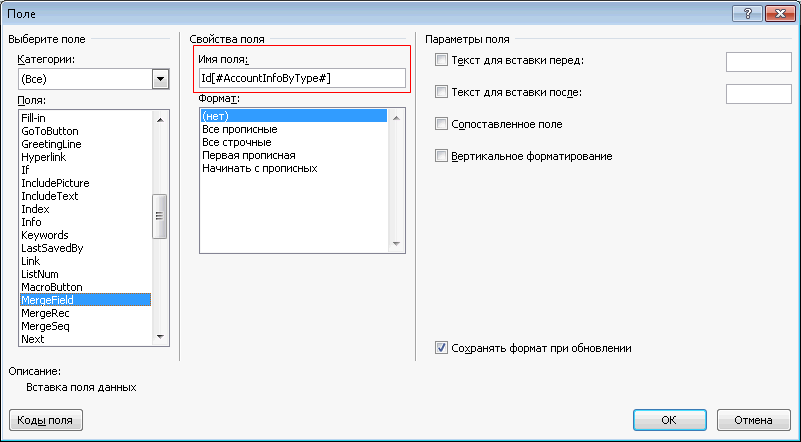 Поле
Выберите поле
Категории:
(Все)
Поля:
Fill-in
GoToButton
GreetingLine
Hyperlink
If
IncludePicture
IncludeText
Index
Info
Keywords
LastSavedBy
Link
ListNum
MacroButton
MergeField
MergeRec
MergeSeq
Next
Свойства поля
Имя поля:
Id[#AccountInfoByType#]
Формат:
(нет)
Все прописные
Все строчные
Первая прописная
Начинать с прописных
Параметры поля
Текст для вставки перед:
Текст для вставки после:
Сопоставленное поле
Вертикальное форматирование
Сохранять формат при обновлении
Описание:
Вставка поля данных
Коды поля
ОК
Отмена